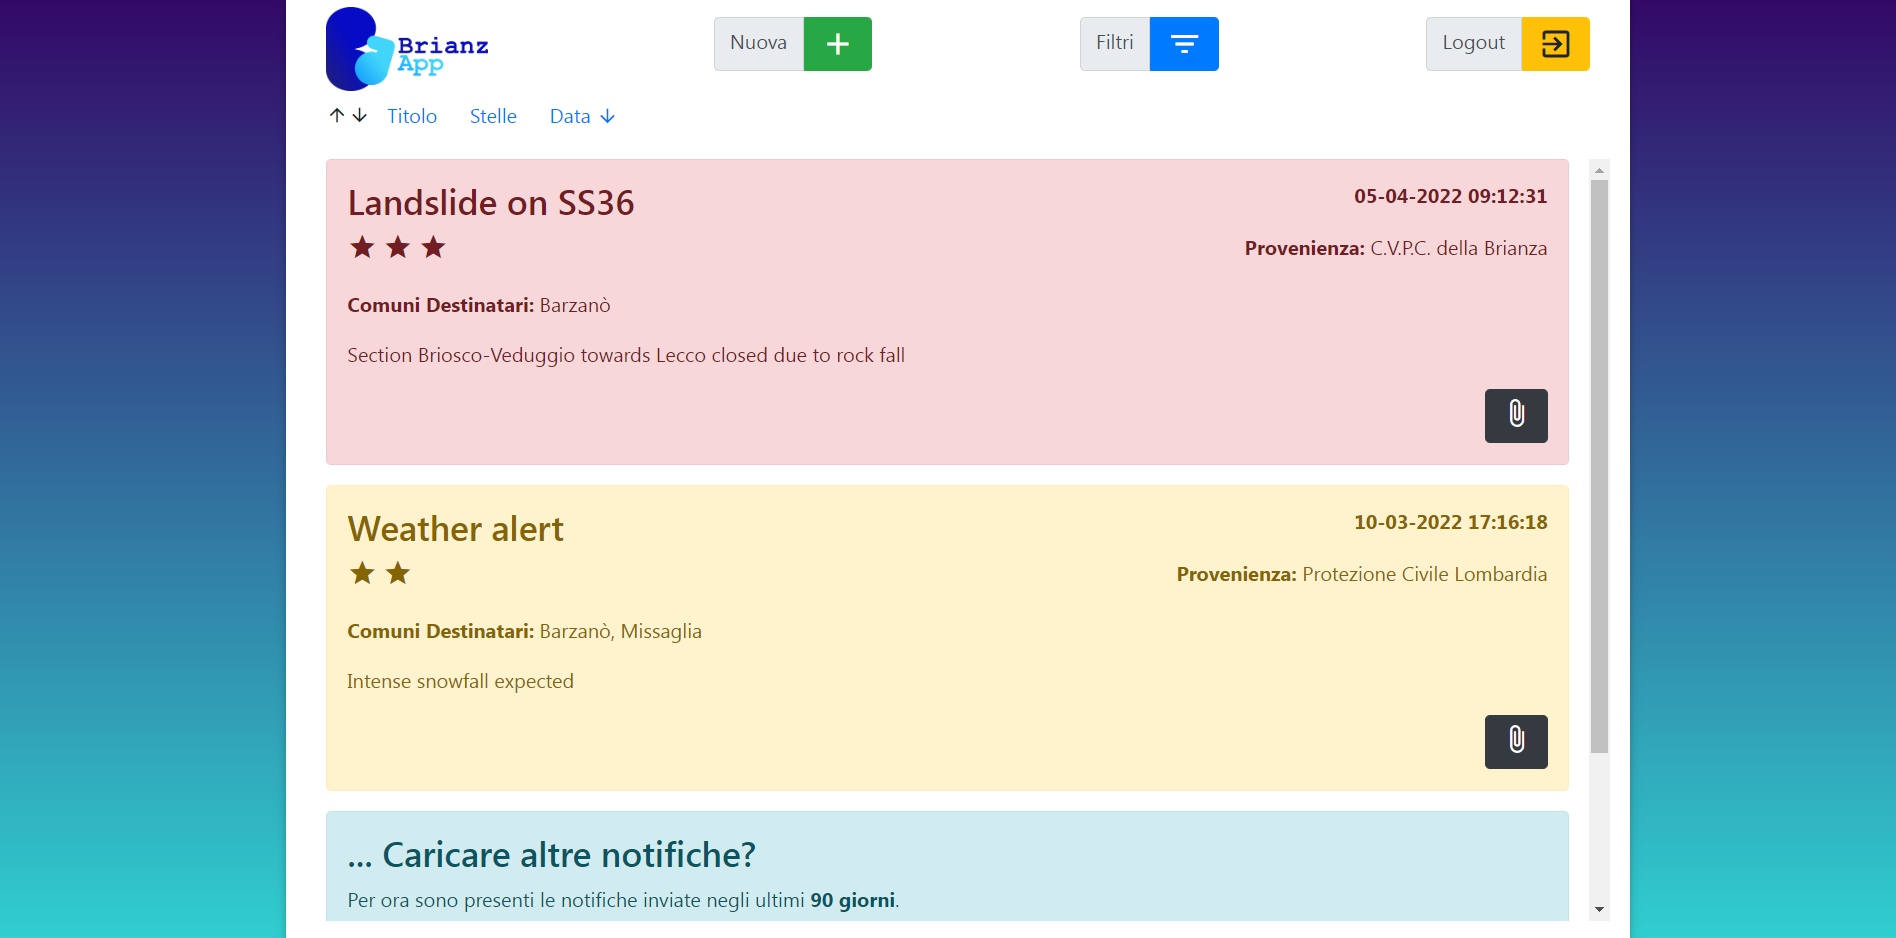 Brianz
App
Nuova
Filtri
Logout
Titolo Stelle Data
Landslide on SS36
05-04-2022 09:12:31
Provenienza: C.V.P.C. della Brianza
Comuni Destinatari: Barzanò
Section Briosco-Veduggio towards Lecco closed due to rock fall
Weather alert
10-03-2022 17:16:18
Provenienza: Protezione Civile Lombardia
Comuni Destinatari: Barzanò, Missaglia
Intense snowfall expected
... Caricare altre notifiche?
Per ora sono presenti le notifiche inviate negli ultimi 90 giorni.